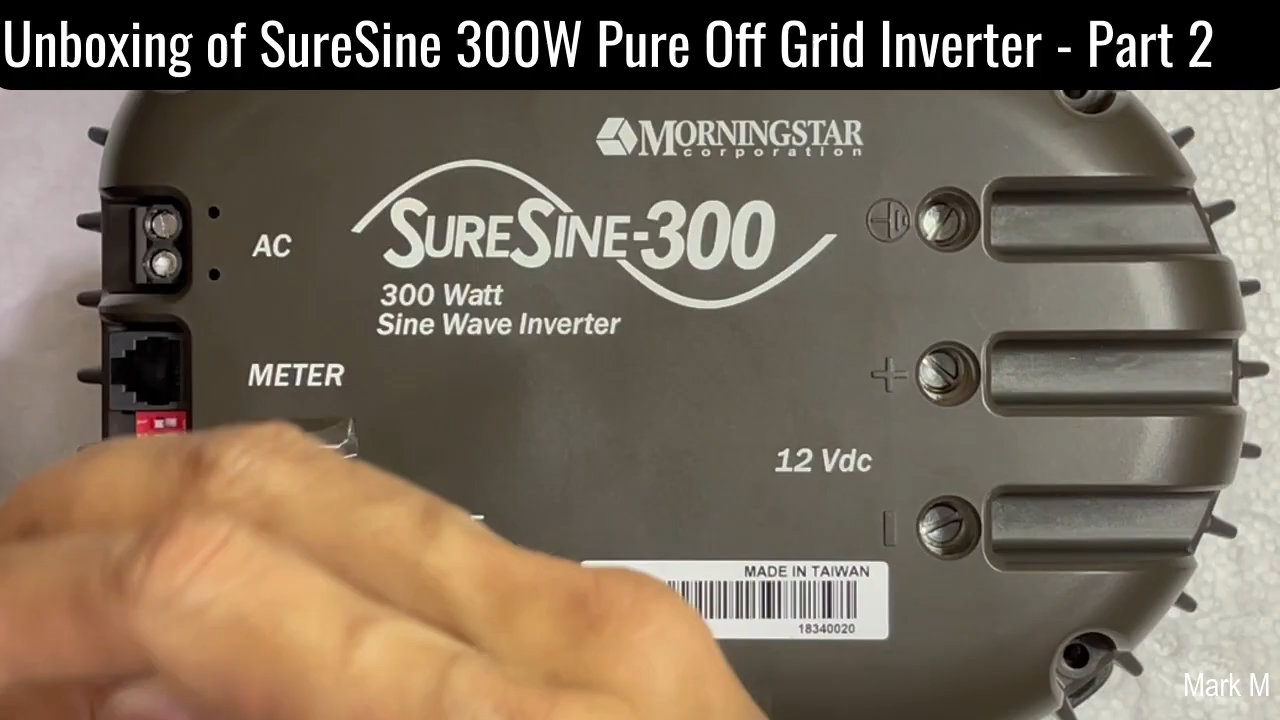 Unboxing of SureSine 300W Pure Off Grid Inverter - Part 2
MORNINGSTAR
corporation
SURESINE-300
AC
300 Watt
Sine Wave Inverter
METER
12 Vdc
MADE IN TAIWAN
18340020
Mark M